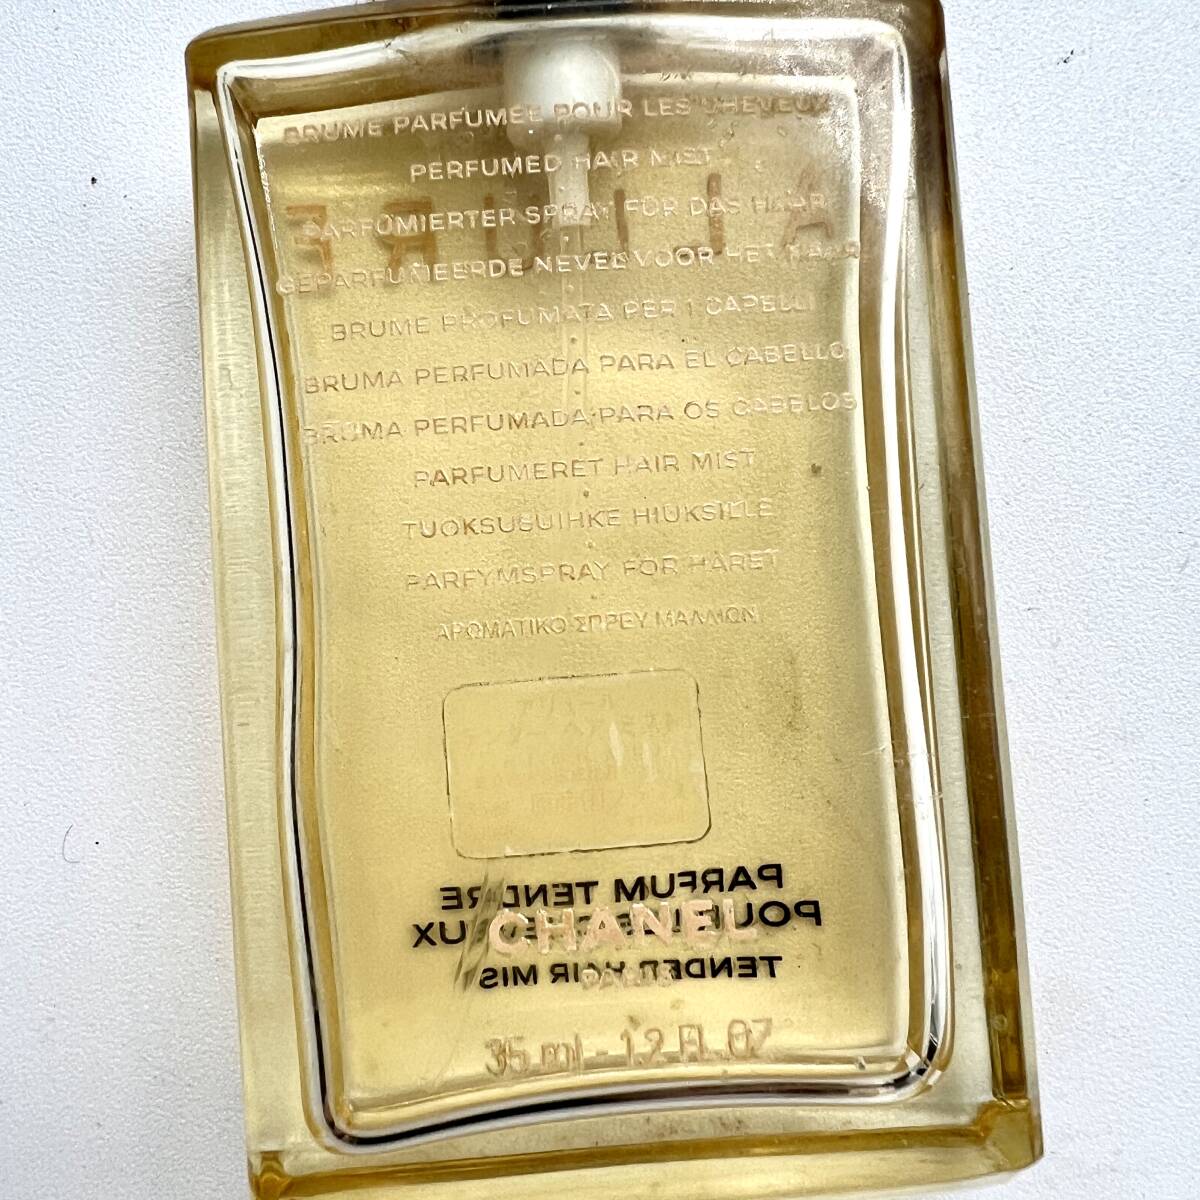 BRUME PARFUMÉE POUR LES CHEVEUX
PERFUMED HAIR MIST
ALLURE
PARFÜMIERTER SPRAY FÜR DAS HAAR
GEPARFUMEERDE NEVEL VOOR HET HAAR
BRUME PROFUMATA PER I CAPELLI
BRUMA PERFUMADA PARA EL CABELLO
BRUMA PERFUMADA PARA OS CABELOS
PARFUMERET HAIR MIST
TUOKSUSUIHKE HIUKSILLE
PARFYMSPRAY FÖR HÅRET
ΑΡΩΜΑΤΙΚΟ ΣΠΡΕΥ ΜΑΛΛΙΩΝ
PARFUM TENDRE
POUR LES CHEVEUX
TENDER HAIR MIST
CHANEL
PARIS
35 ml - 1.2 FL.OZ